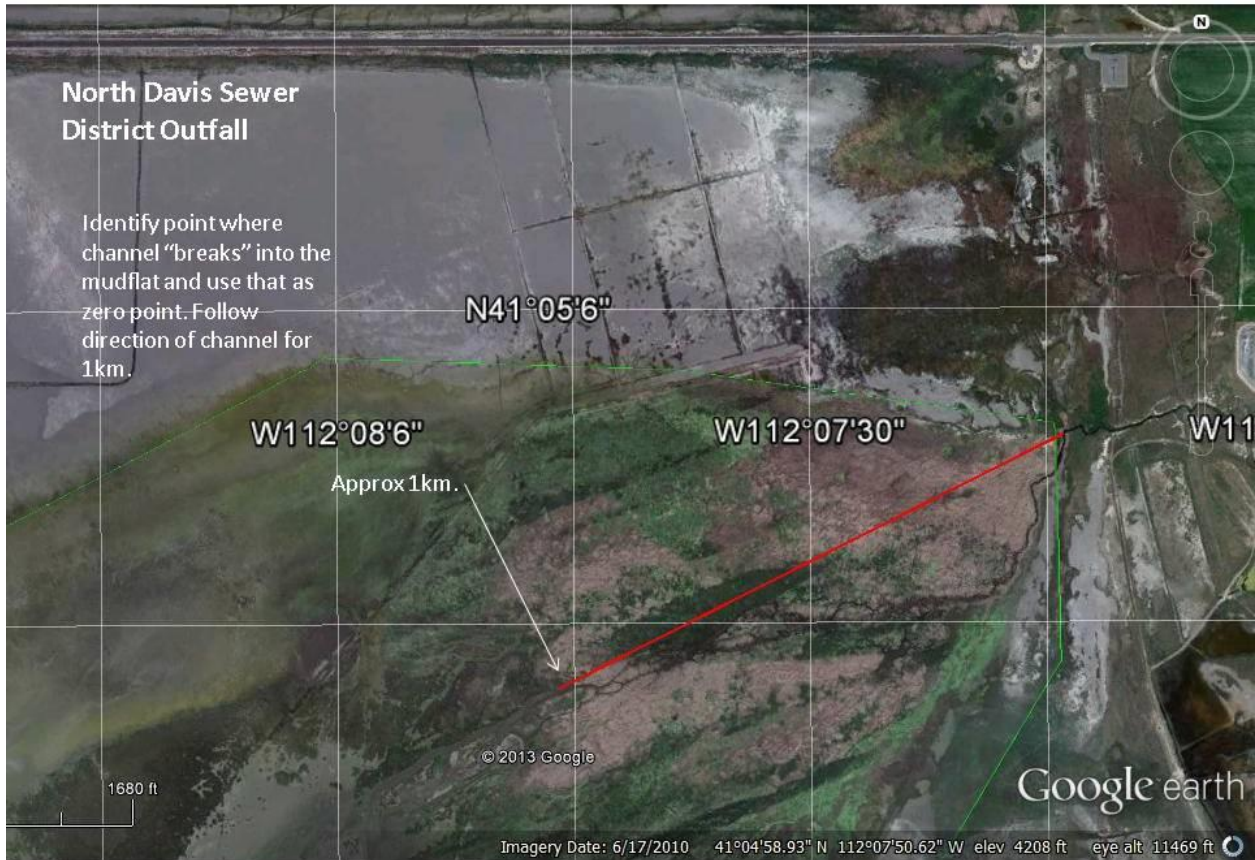 N
North Davis Sewer
District Outfall
Identify point where
channel “breaks” into the
mudflat and use that as
zero point. Follow
direction of channel for
1km.
N41°05'6"
W112°08'6"
W112°07'30"
W11
Approx 1km.
© 2013 Google
1680 ft
Google earth
Imagery Date: 6/17/2010 41°04'58.93" N 112°07'50.62" W elev 4208 ft eye alt 11469 ft